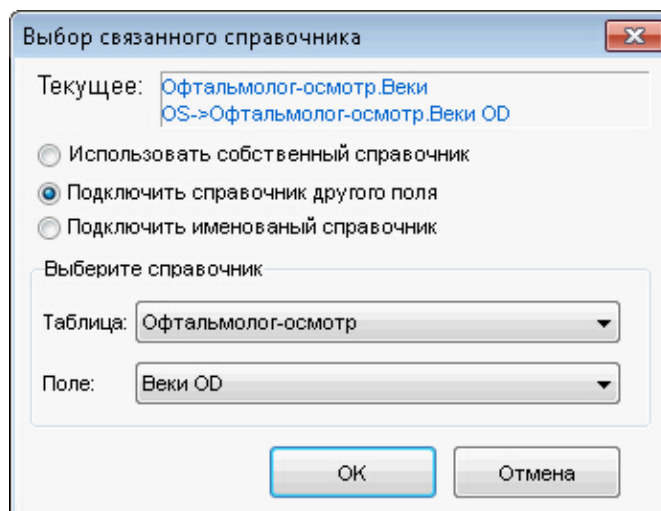 Выбор связанного справочника
Текущее:
Офтальмолог-осмотр.Веки
OS->Офтальмолог-осмотр.Веки OD
Использовать собственный справочник
Подключить справочник другого поля
Подключить именованый справочник
Выберите справочник
Таблица: Офтальмолог-осмотр
Поле: Веки OD
OK Отмена